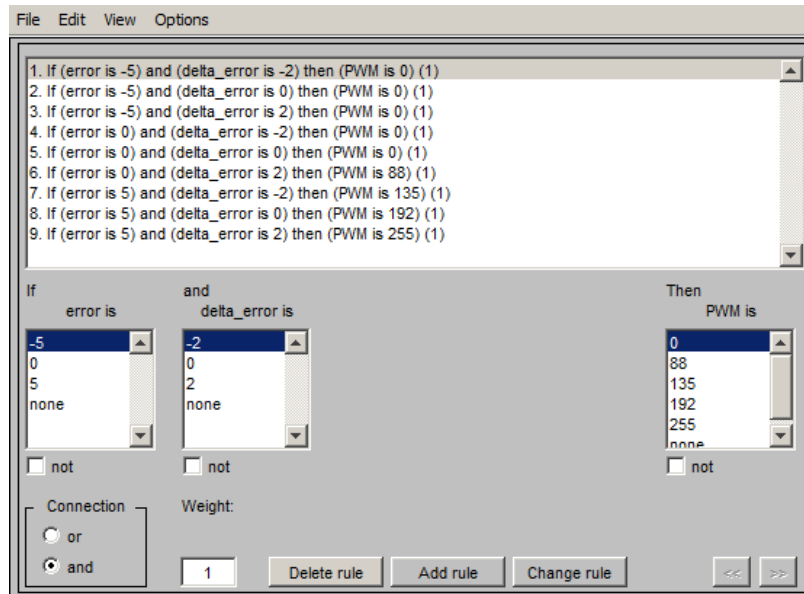 File Edit View Options
1. If (error is -5) and (delta_error is -2) then (PWM is 0) (1)
2. If (error is -5) and (delta_error is 0) then (PWM is 0) (1)
3. If (error is -5) and (delta_error is 2) then (PWM is 0) (1)
4. If (error is 0) and (delta_error is -2) then (PWM is 0) (1)
5. If (error is 0) and (delta_error is 0) then (PWM is 0) (1)
6. If (error is 0) and (delta_error is 2) then (PWM is 88) (1)
7. If (error is 5) and (delta_error is -2) then (PWM is 135) (1)
8. If (error is 5) and (delta_error is 0) then (PWM is 192) (1)
9. If (error is 5) and (delta_error is 2) then (PWM is 255) (1)
If and Then
error is delta_error is PWM is
-5 -2 0
0 0 88
5 2 135
none none 192
255
none
not not not
Connection Weight:
or
and 1 Delete rule Add rule Change rule << >>